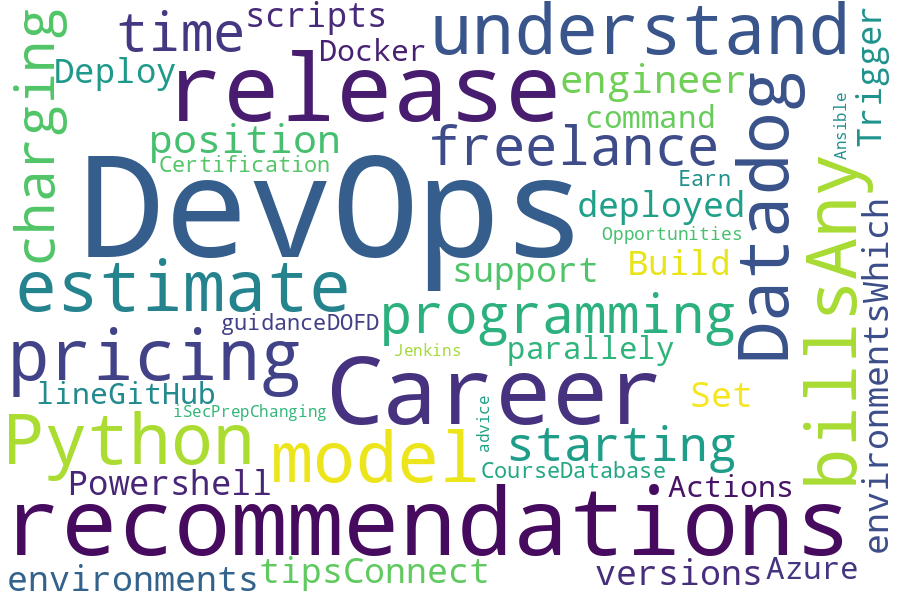 scripts
time
understand
Docker
Trigger
charging
Deploy
release
engineer
Datadog
command
Ansible
position
freelance
Certification
DevOps
billsAny
Earn
deployed
environmentsWhich
Opportunities
estimate
support
Build
guidanceDOFD
programming
pricing
Jenkins
parallely
Career
lineGitHub
Set
iSecPrepChanging
advice
Python
model
starting
CourseDatabase
Powershell
Actions
recommendations
environments
tipsConnect
versions
Azure